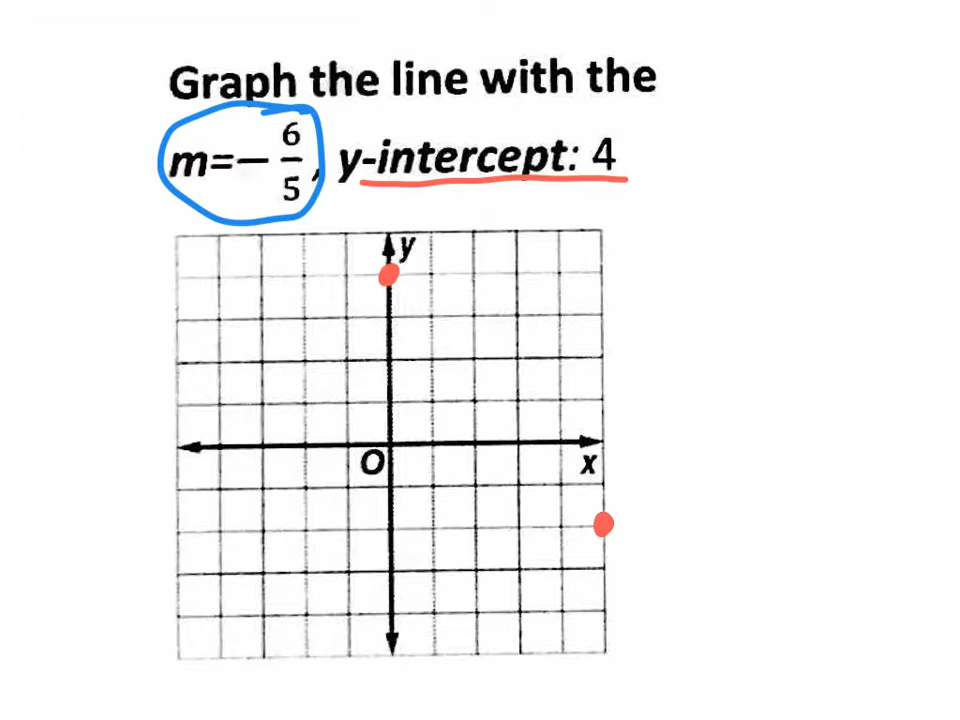 Graph the line with the
m=− 6/5, y-intercept: 4
y
O
x